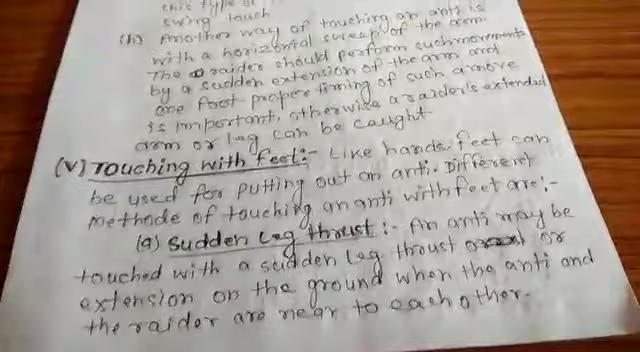 this type of
swing touch
(h) Another way of touching an anti is
with a horizontal sweap of the arm.
The raider should perform such movements
by a sudden extension of the arm and
one foot. proper timing of such a move
is important, otherwise a raider's extended
arm or leg can be caught.
(V) Touching with feet:- Like hands, feet can
be used for putting out an anti. Different
methode of touching an anti with feet are:-
(a) Sudden Leg thrust :- An anti may be
touched with a sudden leg thrust or
extension on the ground when the anti and
the raider are near to each other.